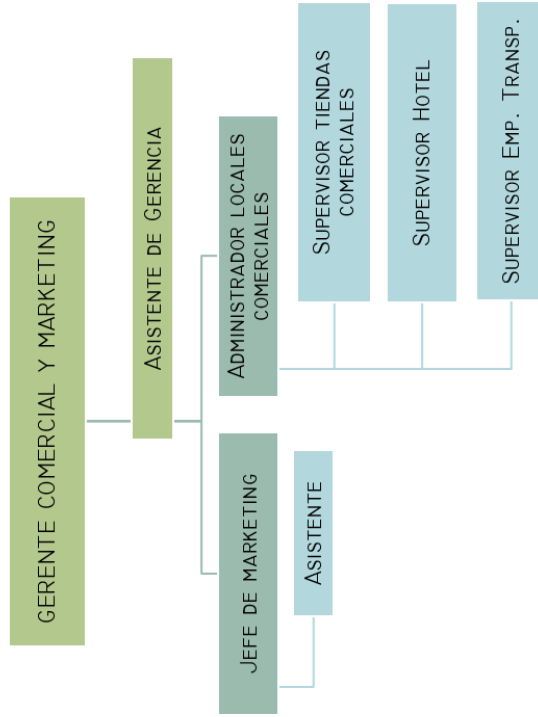 GERENTE COMERCIAL Y MARKETING
ASISTENTE DE GERENCIA
JEFE DE MARKETING
ASISTENTE
ADMINISTRADOR LOCALES
COMERCIALES
SUPERVISOR TIENDAS
COMERCIALES
SUPERVISOR HOTEL
SUPERVISOR EMP. TRANSP.